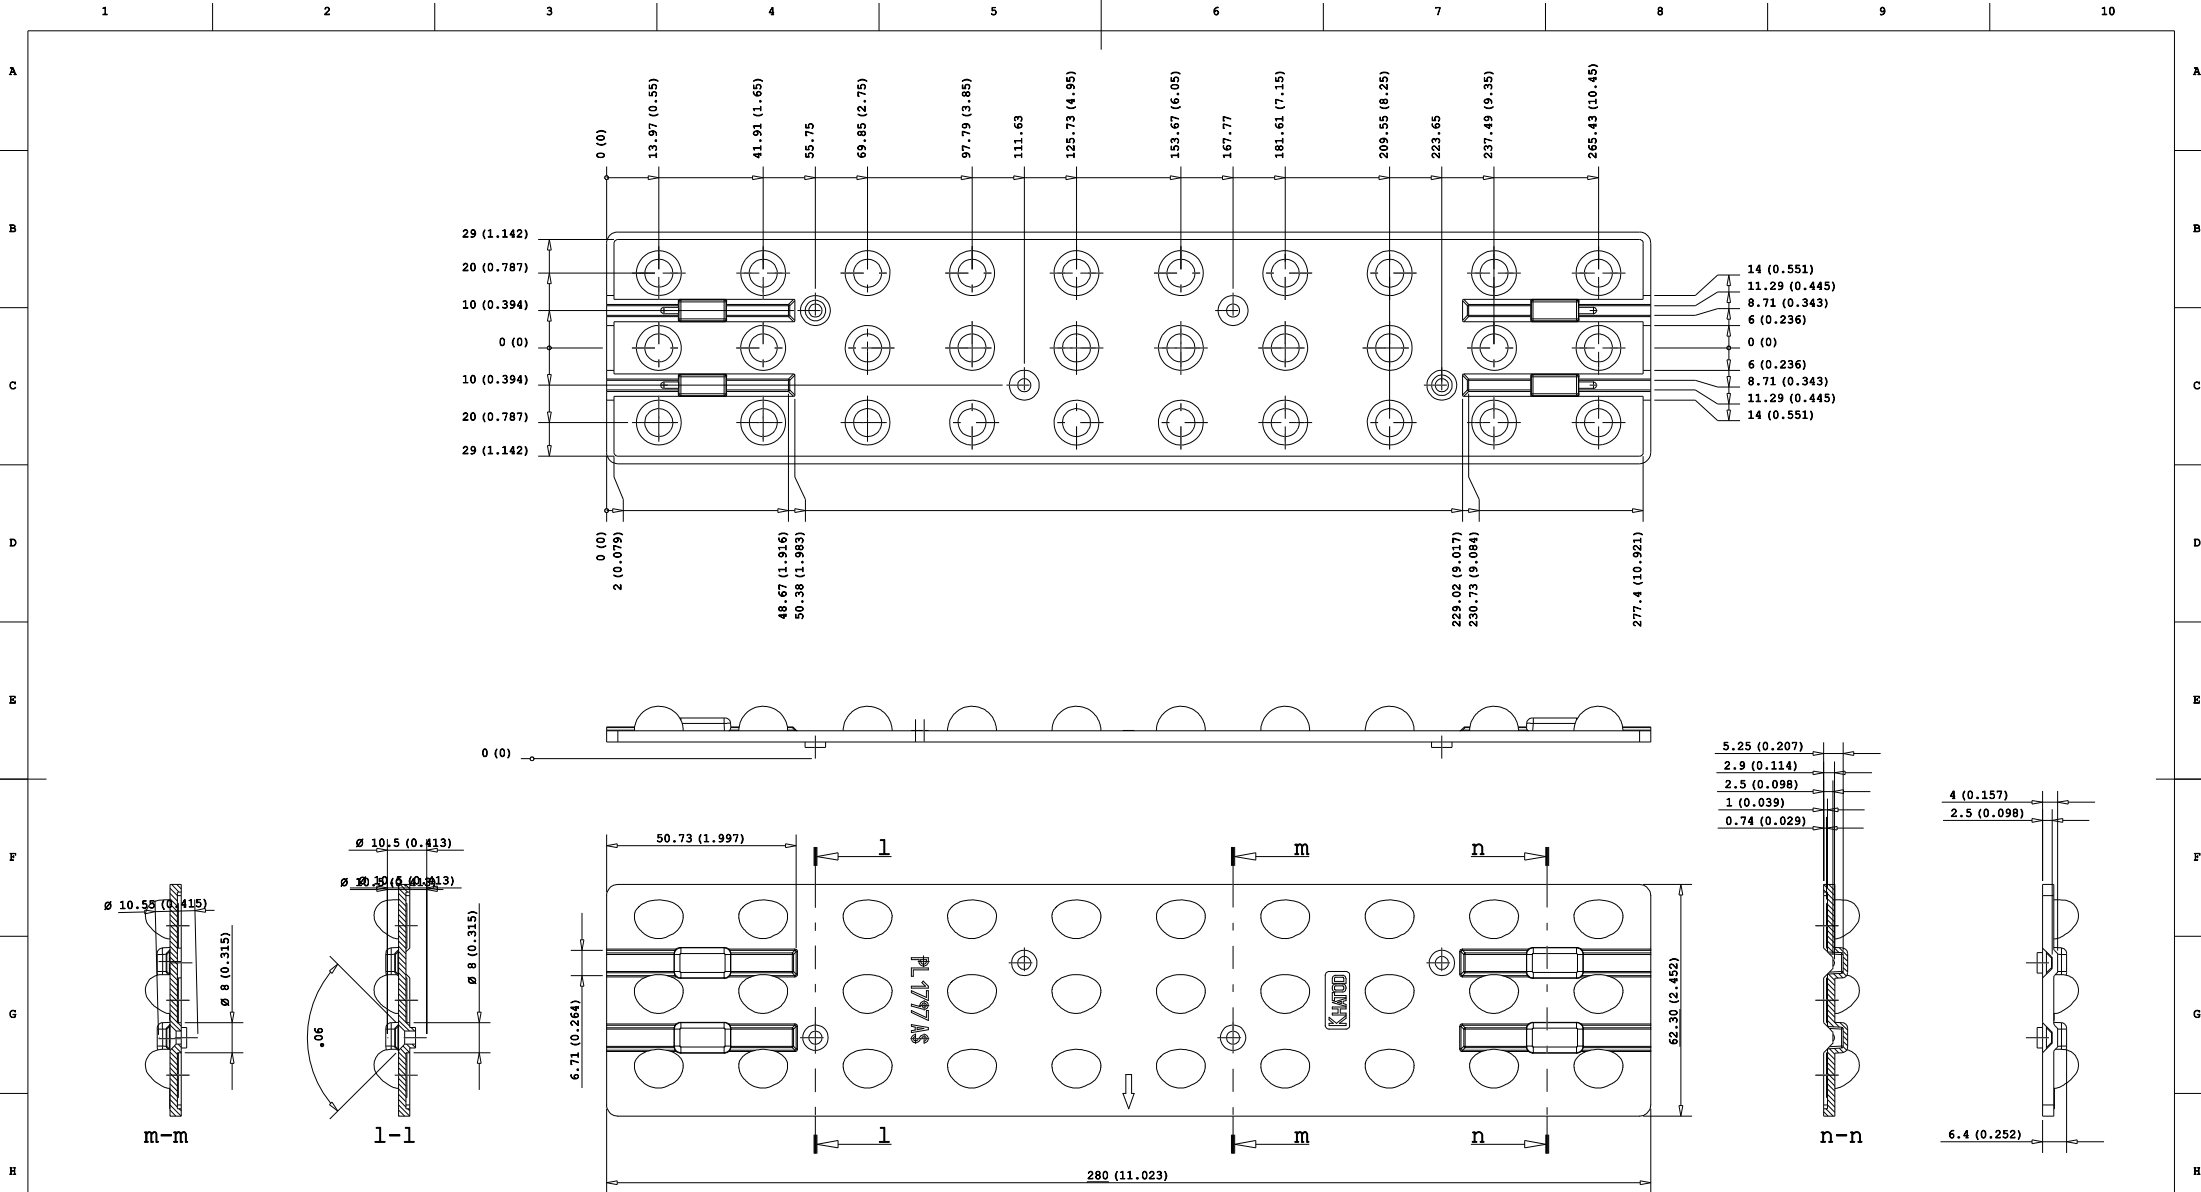 1 2 3 4 5 6 7 8 9 10
A A
0 (0)
13.97 (0.55)
41.91 (1.65)
55.75
69.85 (2.75)
97.79 (3.85)
111.63
125.73 (4.95)
153.67 (6.05)
167.77
181.61 (7.15)
209.55 (8.25)
223.65
237.49 (9.35)
265.43 (10.45)
B B
29 (1.142)
20 (0.787)
10 (0.394)
0 (0)
10 (0.394)
20 (0.787)
29 (1.142)
14 (0.551)
11.29 (0.445)
8.71 (0.343)
6 (0.236)
0 (0)
6 (0.236)
8.71 (0.343)
11.29 (0.445)
14 (0.551)
C C
D D
0 (0)
2 (0.079)
48.67 (1.916)
50.38 (1.983)
229.02 (9.017)
230.73 (9.084)
277.4 (10.921)
E E
0 (0)
5.25 (0.207)
2.9 (0.114)
2.5 (0.098)
1 (0.039)
0.74 (0.029)
4 (0.157)
2.5 (0.098)
F F
50.73 (1.997)
l m n
Ø 10.5 (0.413)
Ø 10.5 (0.413)
Ø 10.5 (0.413)
Ø 10.55 (0.415)
Ø 8 (0.315)
Ø 8 (0.315)
90°
G G
6.71 (0.264)
PL1797AS
KHATOD
62.30 (2.452)
m-m
l-l
l m n
n-n
6.4 (0.252)
H H
280 (11.023)